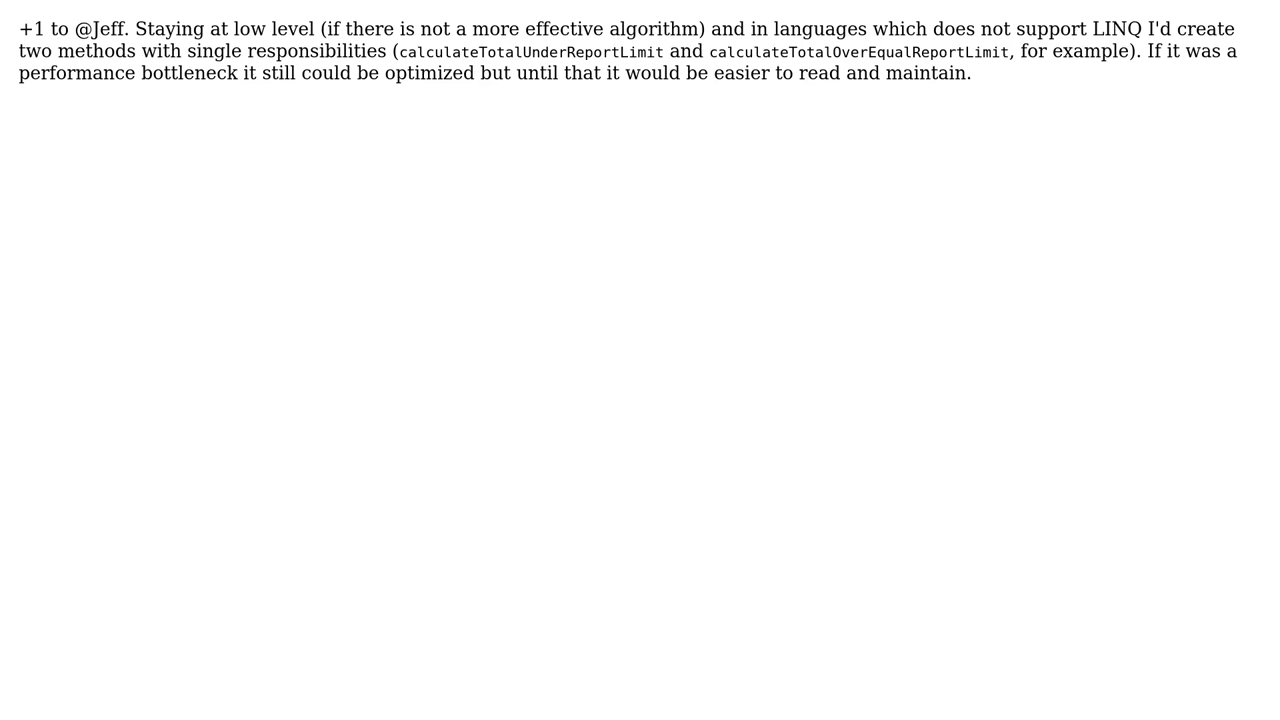 +1 to @Jeff. Staying at low level (if there is not a more effective algorithm) and in languages which does not support LINQ I'd create
two methods with single responsibilities (calculateTotalUnderReportLimit and calculateTotalOverEqualReportLimit, for example). If it was a
performance bottleneck it still could be optimized but until that it would be easier to read and maintain.